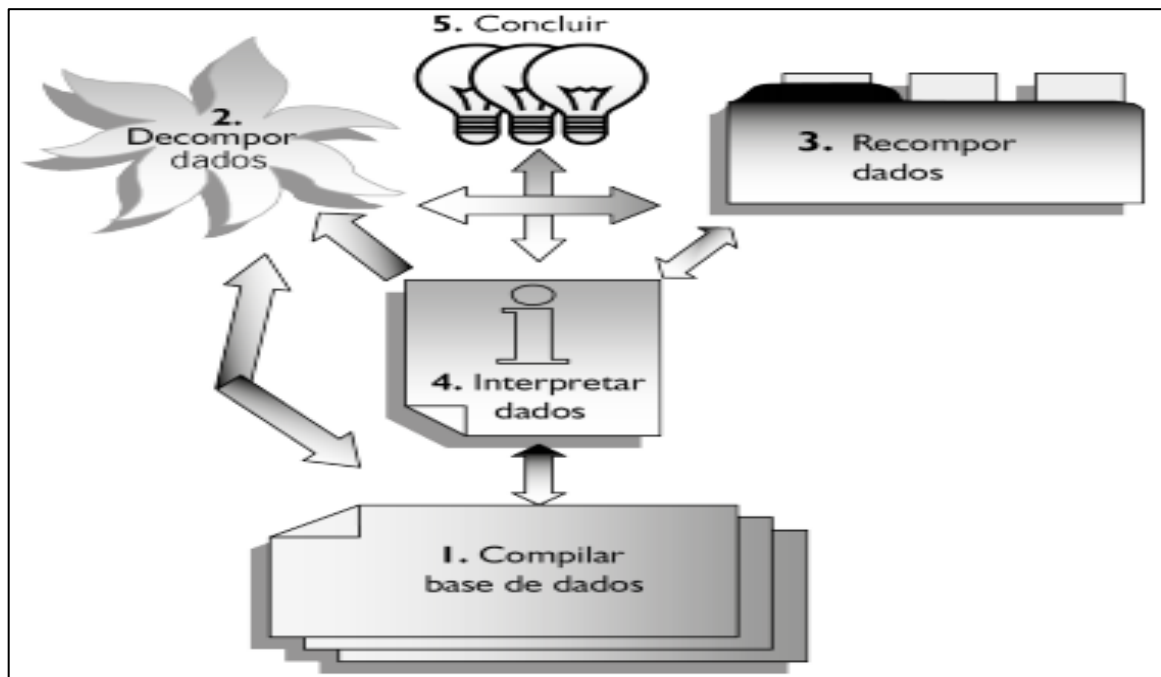 5. Concluir
2.
Decompor
dados
3. Recompor
dados
4. Interpretar
dados
1. Compilar
base de dados